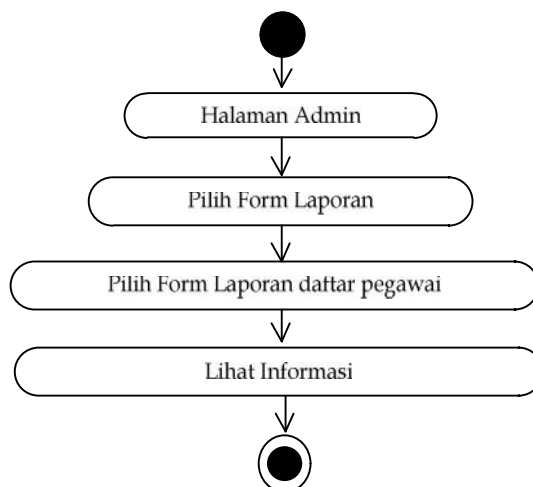 Halaman Admin
Pilih Form Laporan
Pilih Form Laporan daftar pegawai
Lihat Informasi